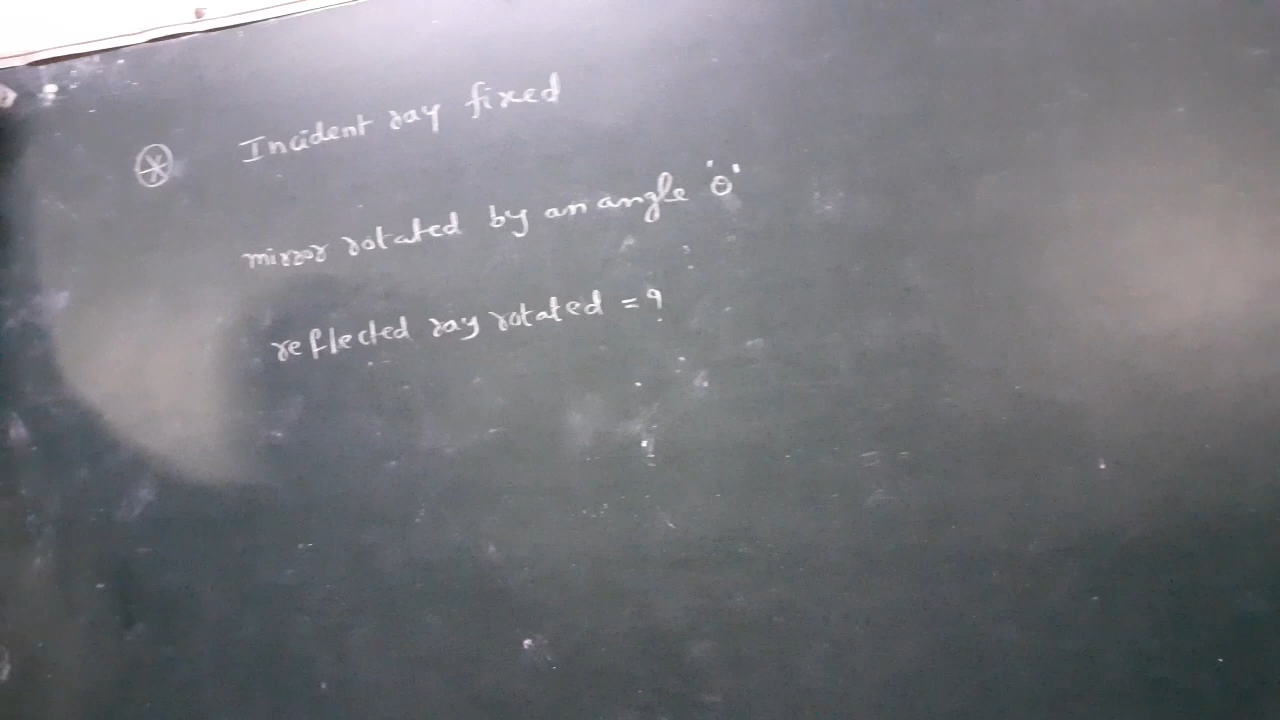 Incident ray fixed
mirror rotated by an angle 'θ'
reflected ray rotated = ?